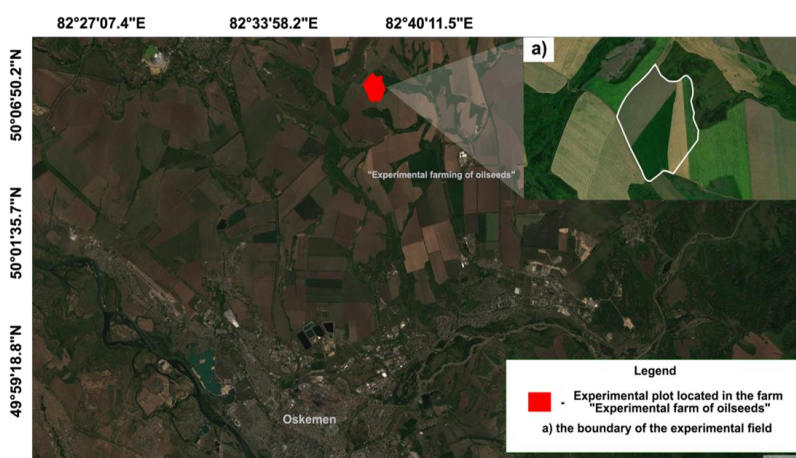 82°27'07.4"E 82°33'58.2"E 82°40'11.5"E
50°06'50.2"N
50°01'35.7"N
49°59'18.8"N
a)
"Experimental farming of oilseeds"
Oskemen
Legend
- Experimental plot located in the farm
"Experimental farm of oilseeds"
a) the boundary of the experimental field